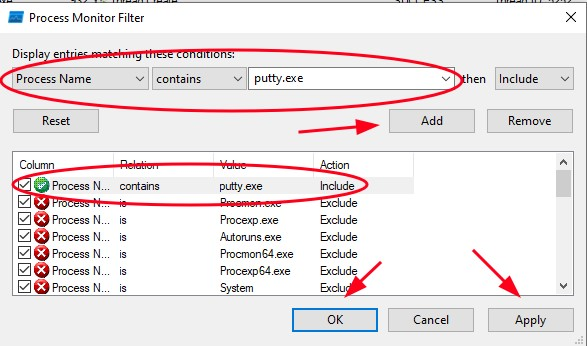 Process Monitor Filter
Display entries matching these conditions:
Process Name contains putty.exe then Include
Reset Add Remove
Column Relation Value Action
Process N... contains putty.exe Include
Process N... is Procmon.exe Exclude
Process N... is Procexp.exe Exclude
Process N... is Autoruns.exe Exclude
Process N... is Procmon64.exe Exclude
Process N... is Procexp64.exe Exclude
Process N... is System Exclude
OK Cancel Apply